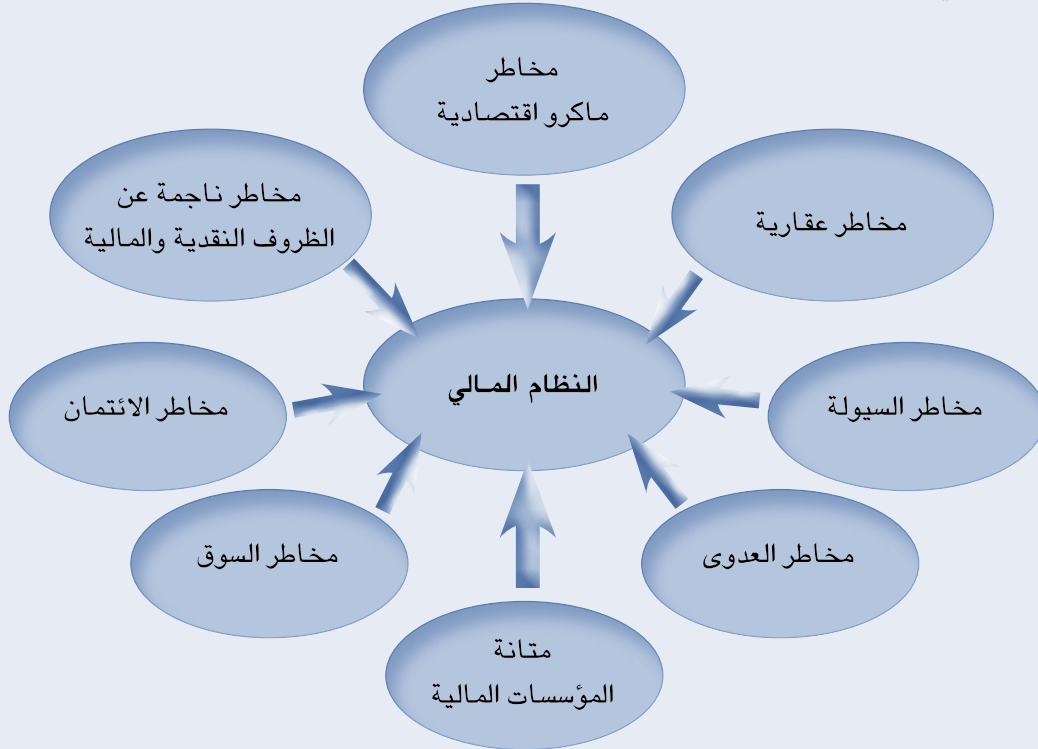 مخاطر
ماكرو اقتصادية
مخاطر ناجمة عن
الظروف النقدية والمالية
مخاطر عقارية
النظام المالي
مخاطر الائتمان
مخاطر السيولة
مخاطر السوق
مخاطر العدوى
متانة
المؤسسات المالية